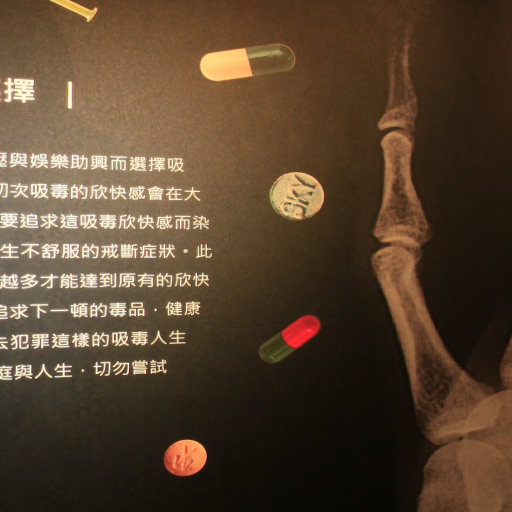 擇 |
壓與娛樂助興而選擇吸
初次吸毒的欣快感會在大
要追求這吸毒欣快感而染
生不舒服的戒斷症狀。此
越多才能達到原有的欣快
追求下一頓的毒品，健康
去犯罪這樣的吸毒人生
庭與人生，切勿嘗試